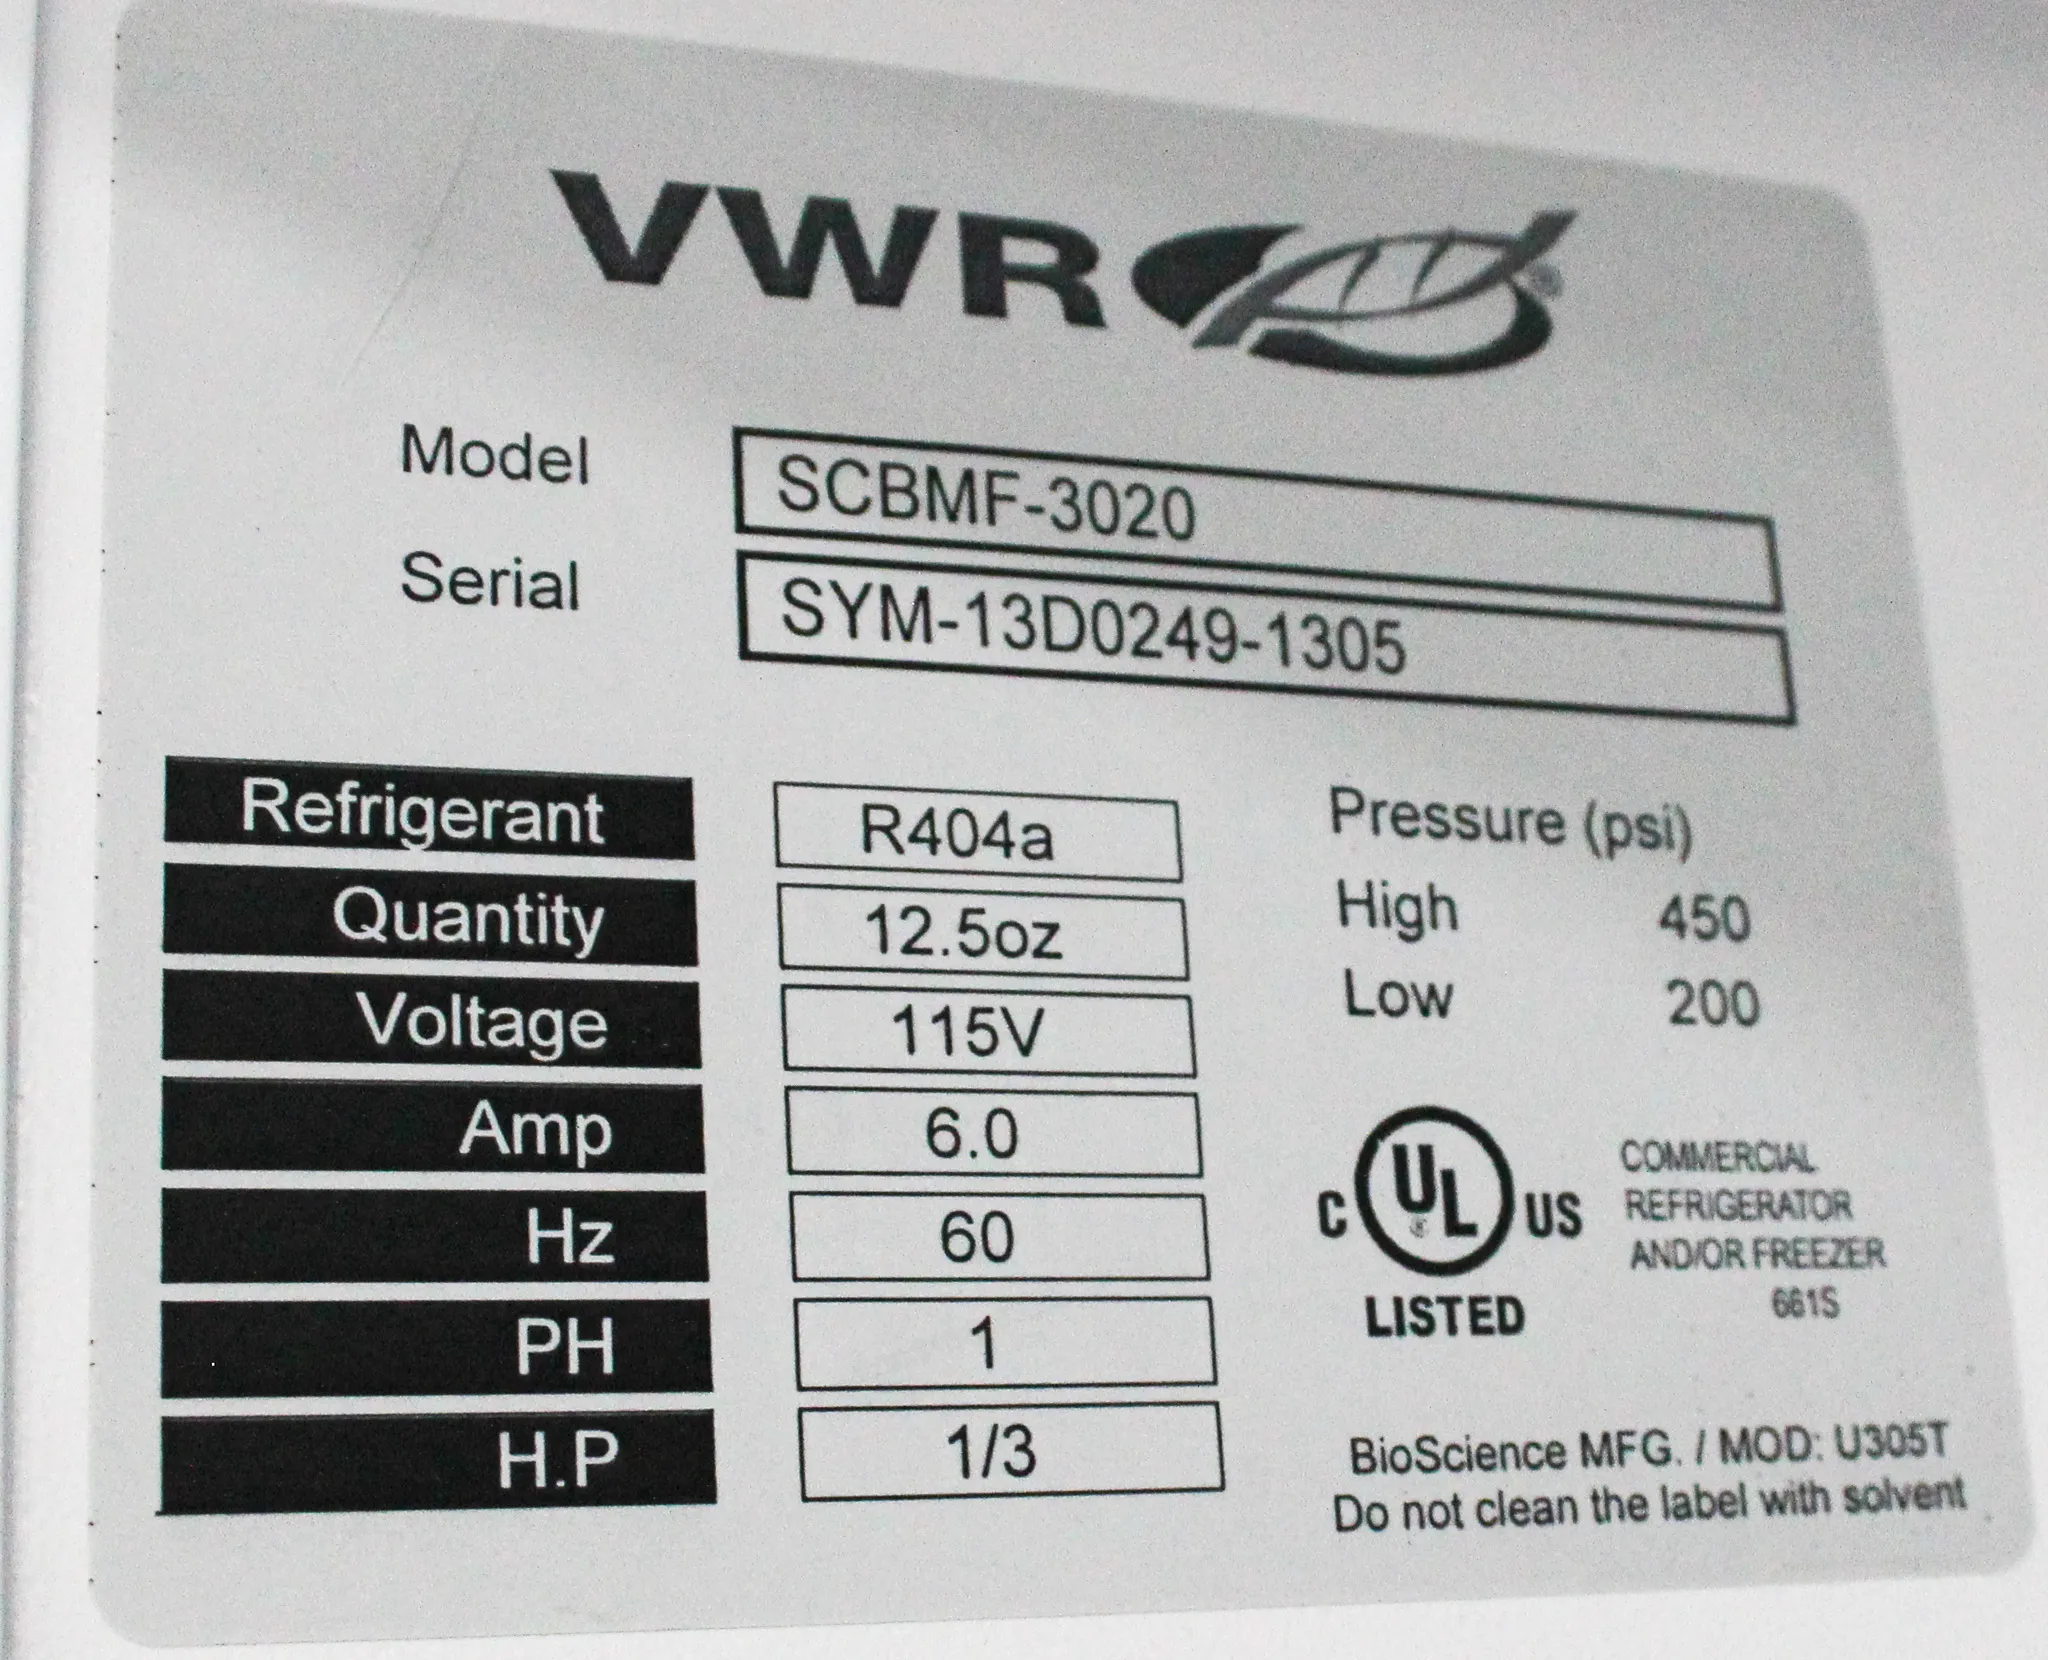 VWR
Model SCBMF-3020
Serial SYM-13D0249-1305
Refrigerant R404a
Quantity 12.5oz
Voltage 115V
Amp 6.0
Hz 60
PH 1
H.P 1/3
Pressure (psi)
High 450
Low 200
C UL® US
LISTED
COMMERCIAL
REFRIGERATOR
AND/OR FREEZER
661S
BioScience MFG. / MOD: U305T
Do not clean the label with solvent